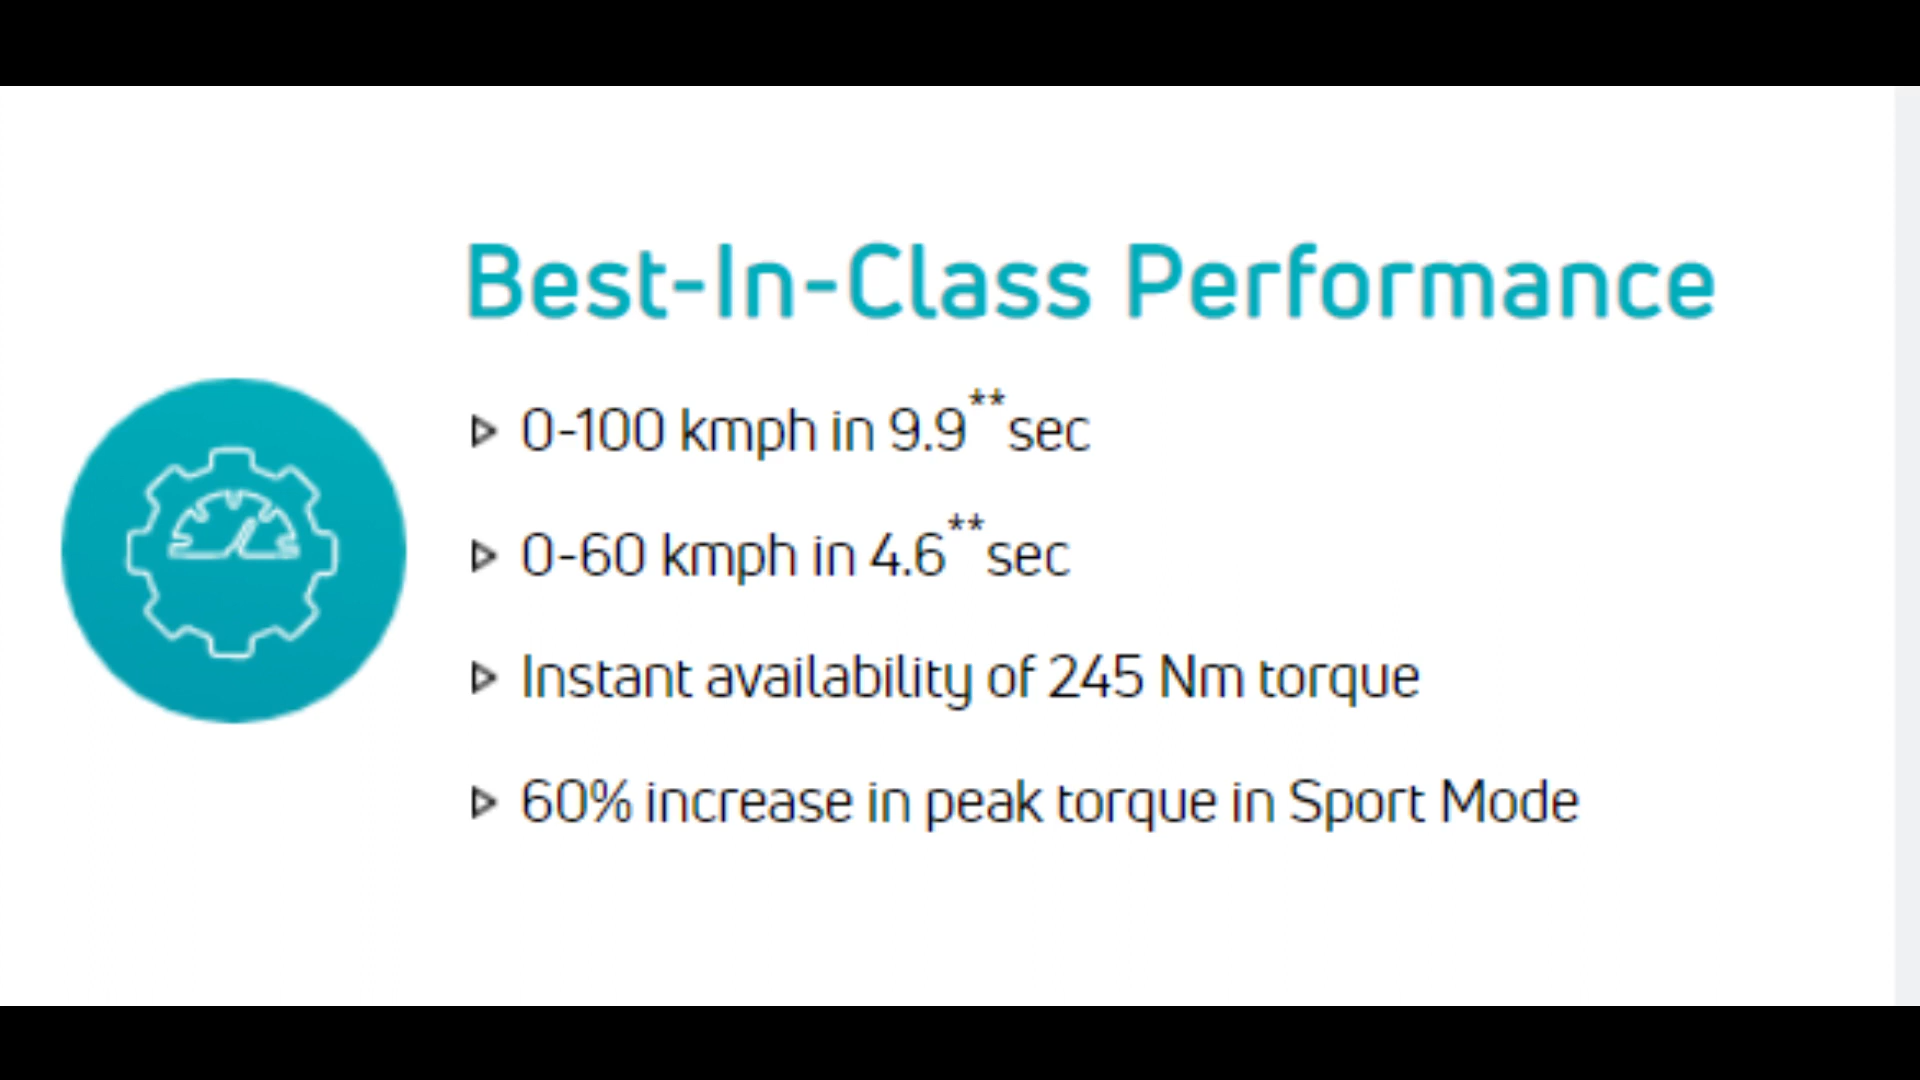 Best-In-Class Performance
0-100 kmph in 9.9**sec
0-60 kmph in 4.6**sec
Instant availability of 245 Nm torque
60% increase in peak torque in Sport Mode